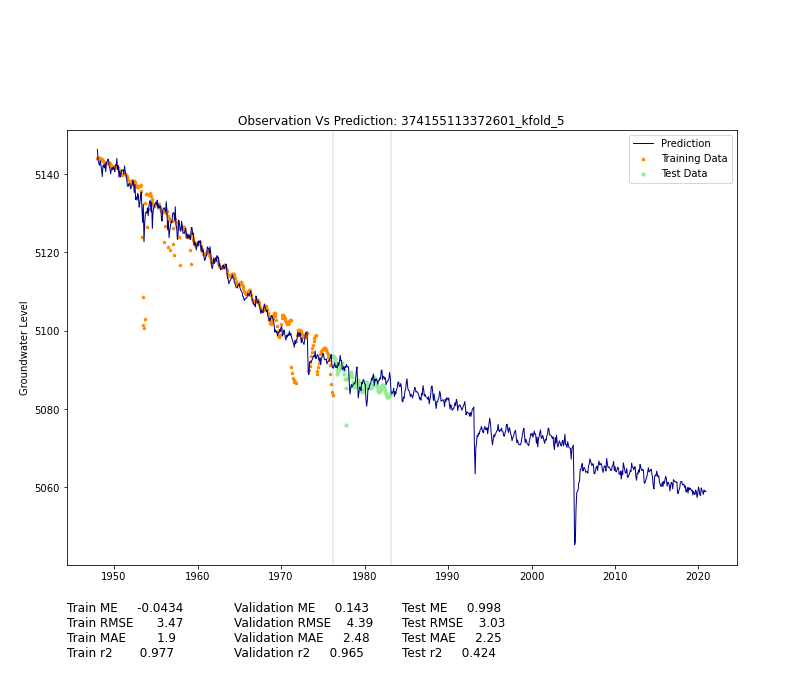 Observation Vs Prediction: 374155113372601_kfold_5
Prediction
Training Data
Test Data
5140
5120
5100
5080
5060
Groundwater Level
1950 1960 1970 1980 1990 2000 2010 2020
Train ME -0.0434 Validation ME 0.143 Test ME 0.998
Train RMSE 3.47 Validation RMSE 4.39 Test RMSE 3.03
Train MAE 1.9 Validation MAE 2.48 Test MAE 2.25
Train r2 0.977 Validation r2 0.965 Test r2 0.424